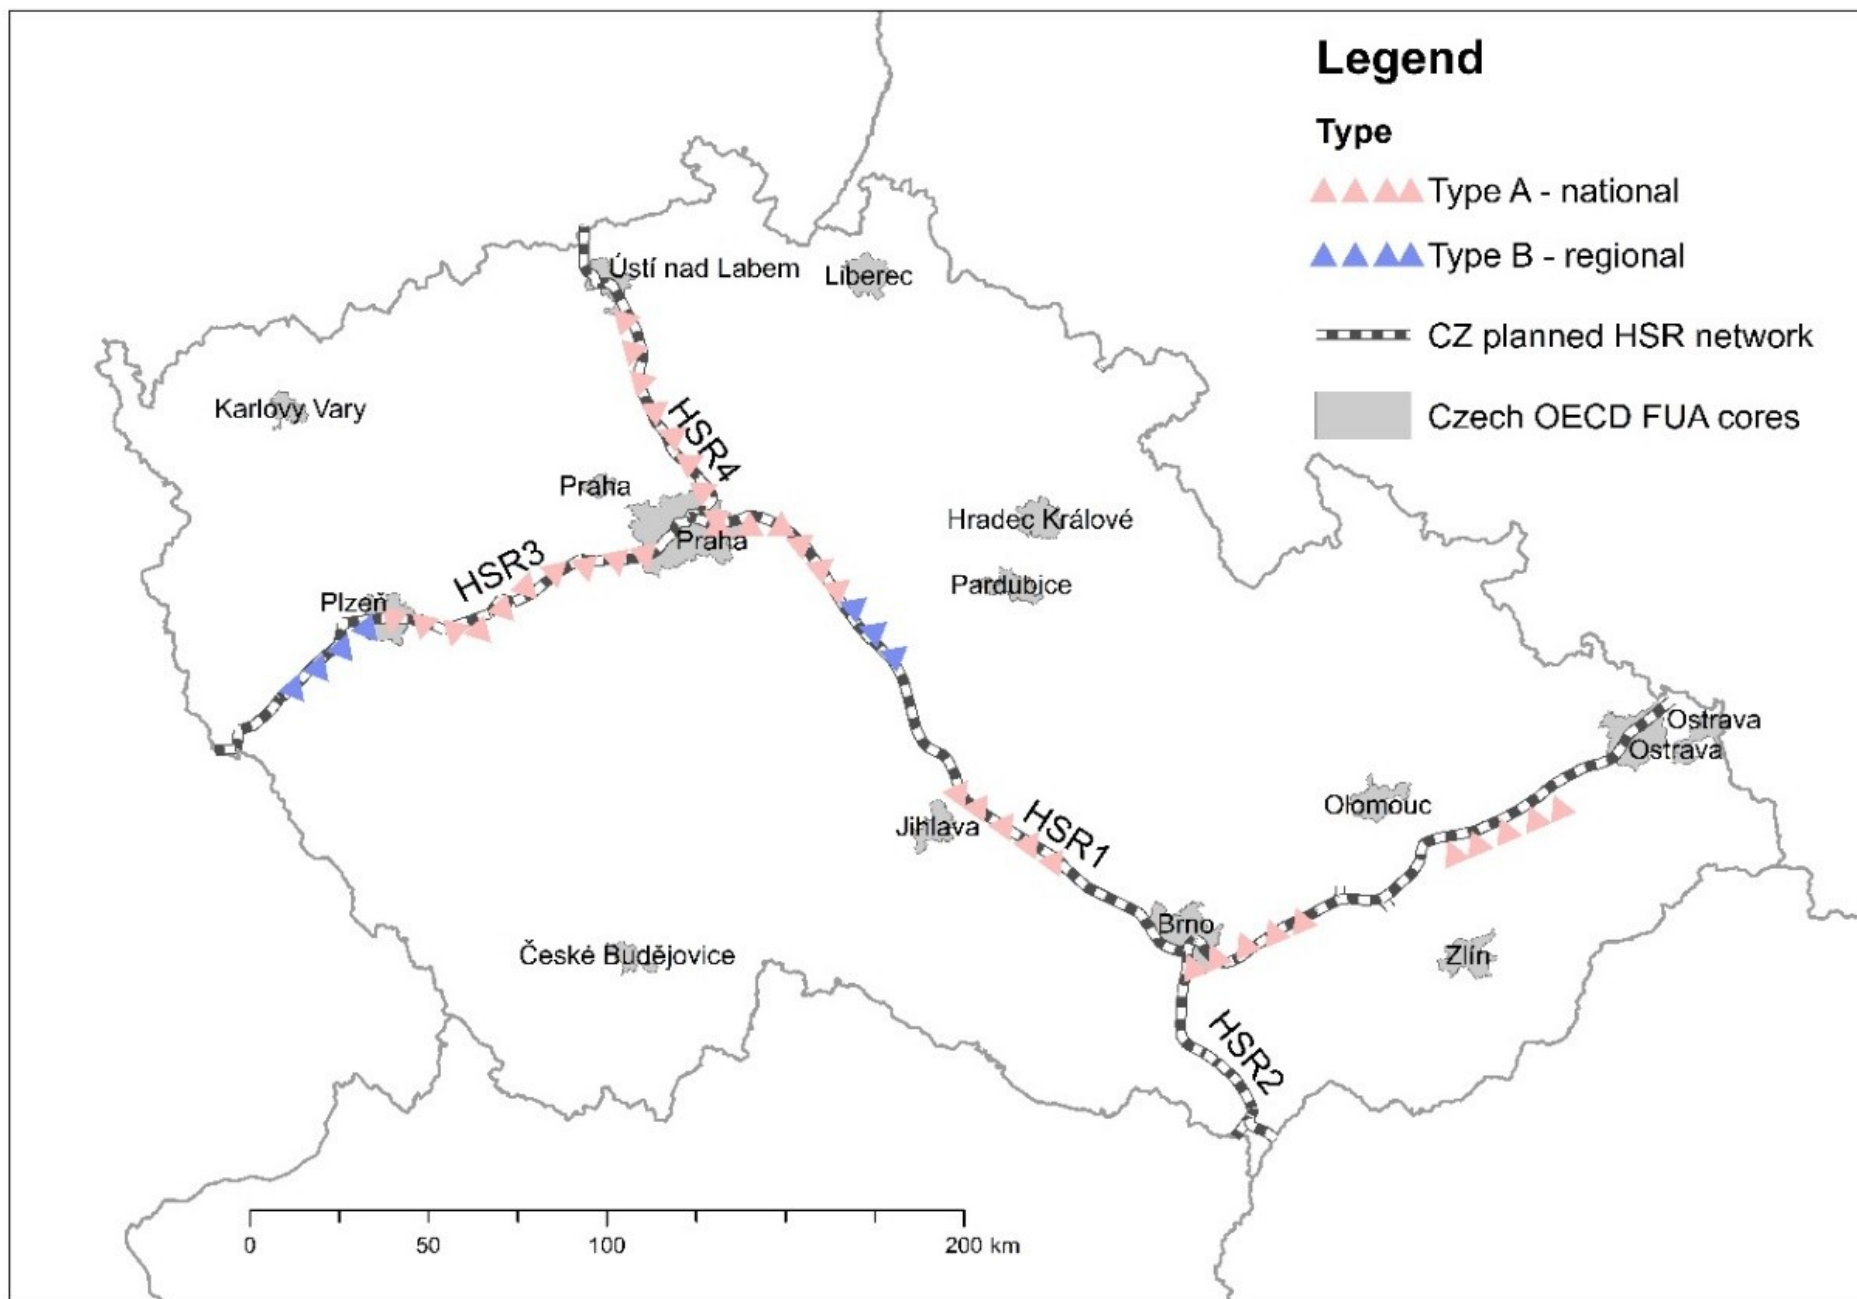 Legend
Type
Type A - national
Type B - regional
CZ planned HSR network
Czech OECD FUA cores
Ústí nad Labem
Liberec
Karlovy Vary
HSR4
Praha
Hradec Králové
Praha
HSR3
Pardubice
Plzeň
Ostrava
Ostrava
Olomouc
Jihlava
HSR1
Brno
České Budějovice
Zlín
HSR2
0 50 100 200 km